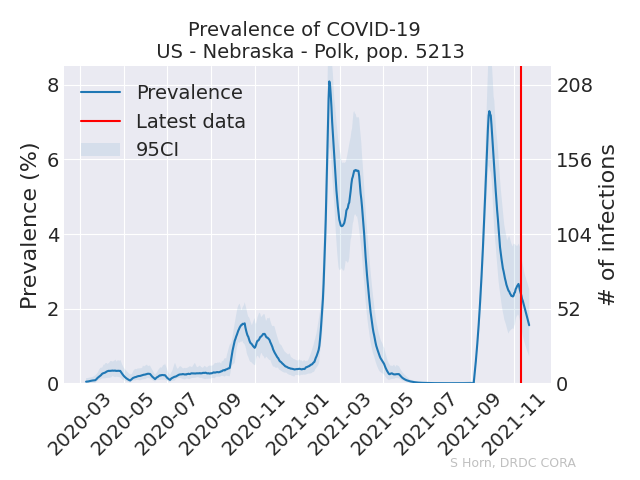 Prevalence of COVID-19
US - Nebraska - Polk, pop. 5213
Prevalence
Latest data
95CI
Prevalence (%)
8
6
4
2
0
208
156
104
52
0
# of infections
2020-03
2020-05
2020-07
2020-09
2020-11
2021-01
2021-03
2021-05
2021-07
2021-09
2021-11
S Horn, DRDC CORA